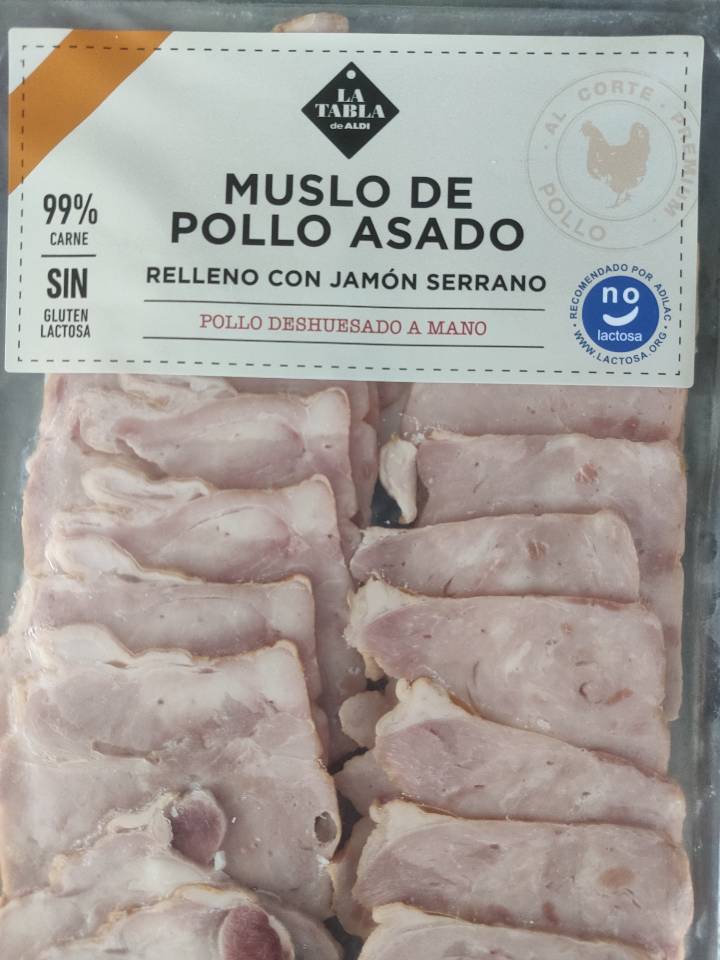 LA
TABLA
de ALDI
AL CORTE · PREMIUM ·
POLLO
MUSLO DE
POLLO ASADO
99%
CARNE
SIN
GLUTEN
LACTOSA
RELLENO CON JAMÓN SERRANO
POLLO DESHUESADO A MANO
· RECOMENDADO POR ADILAC ·
no
lactosa
WWW.LACTOSA.ORG